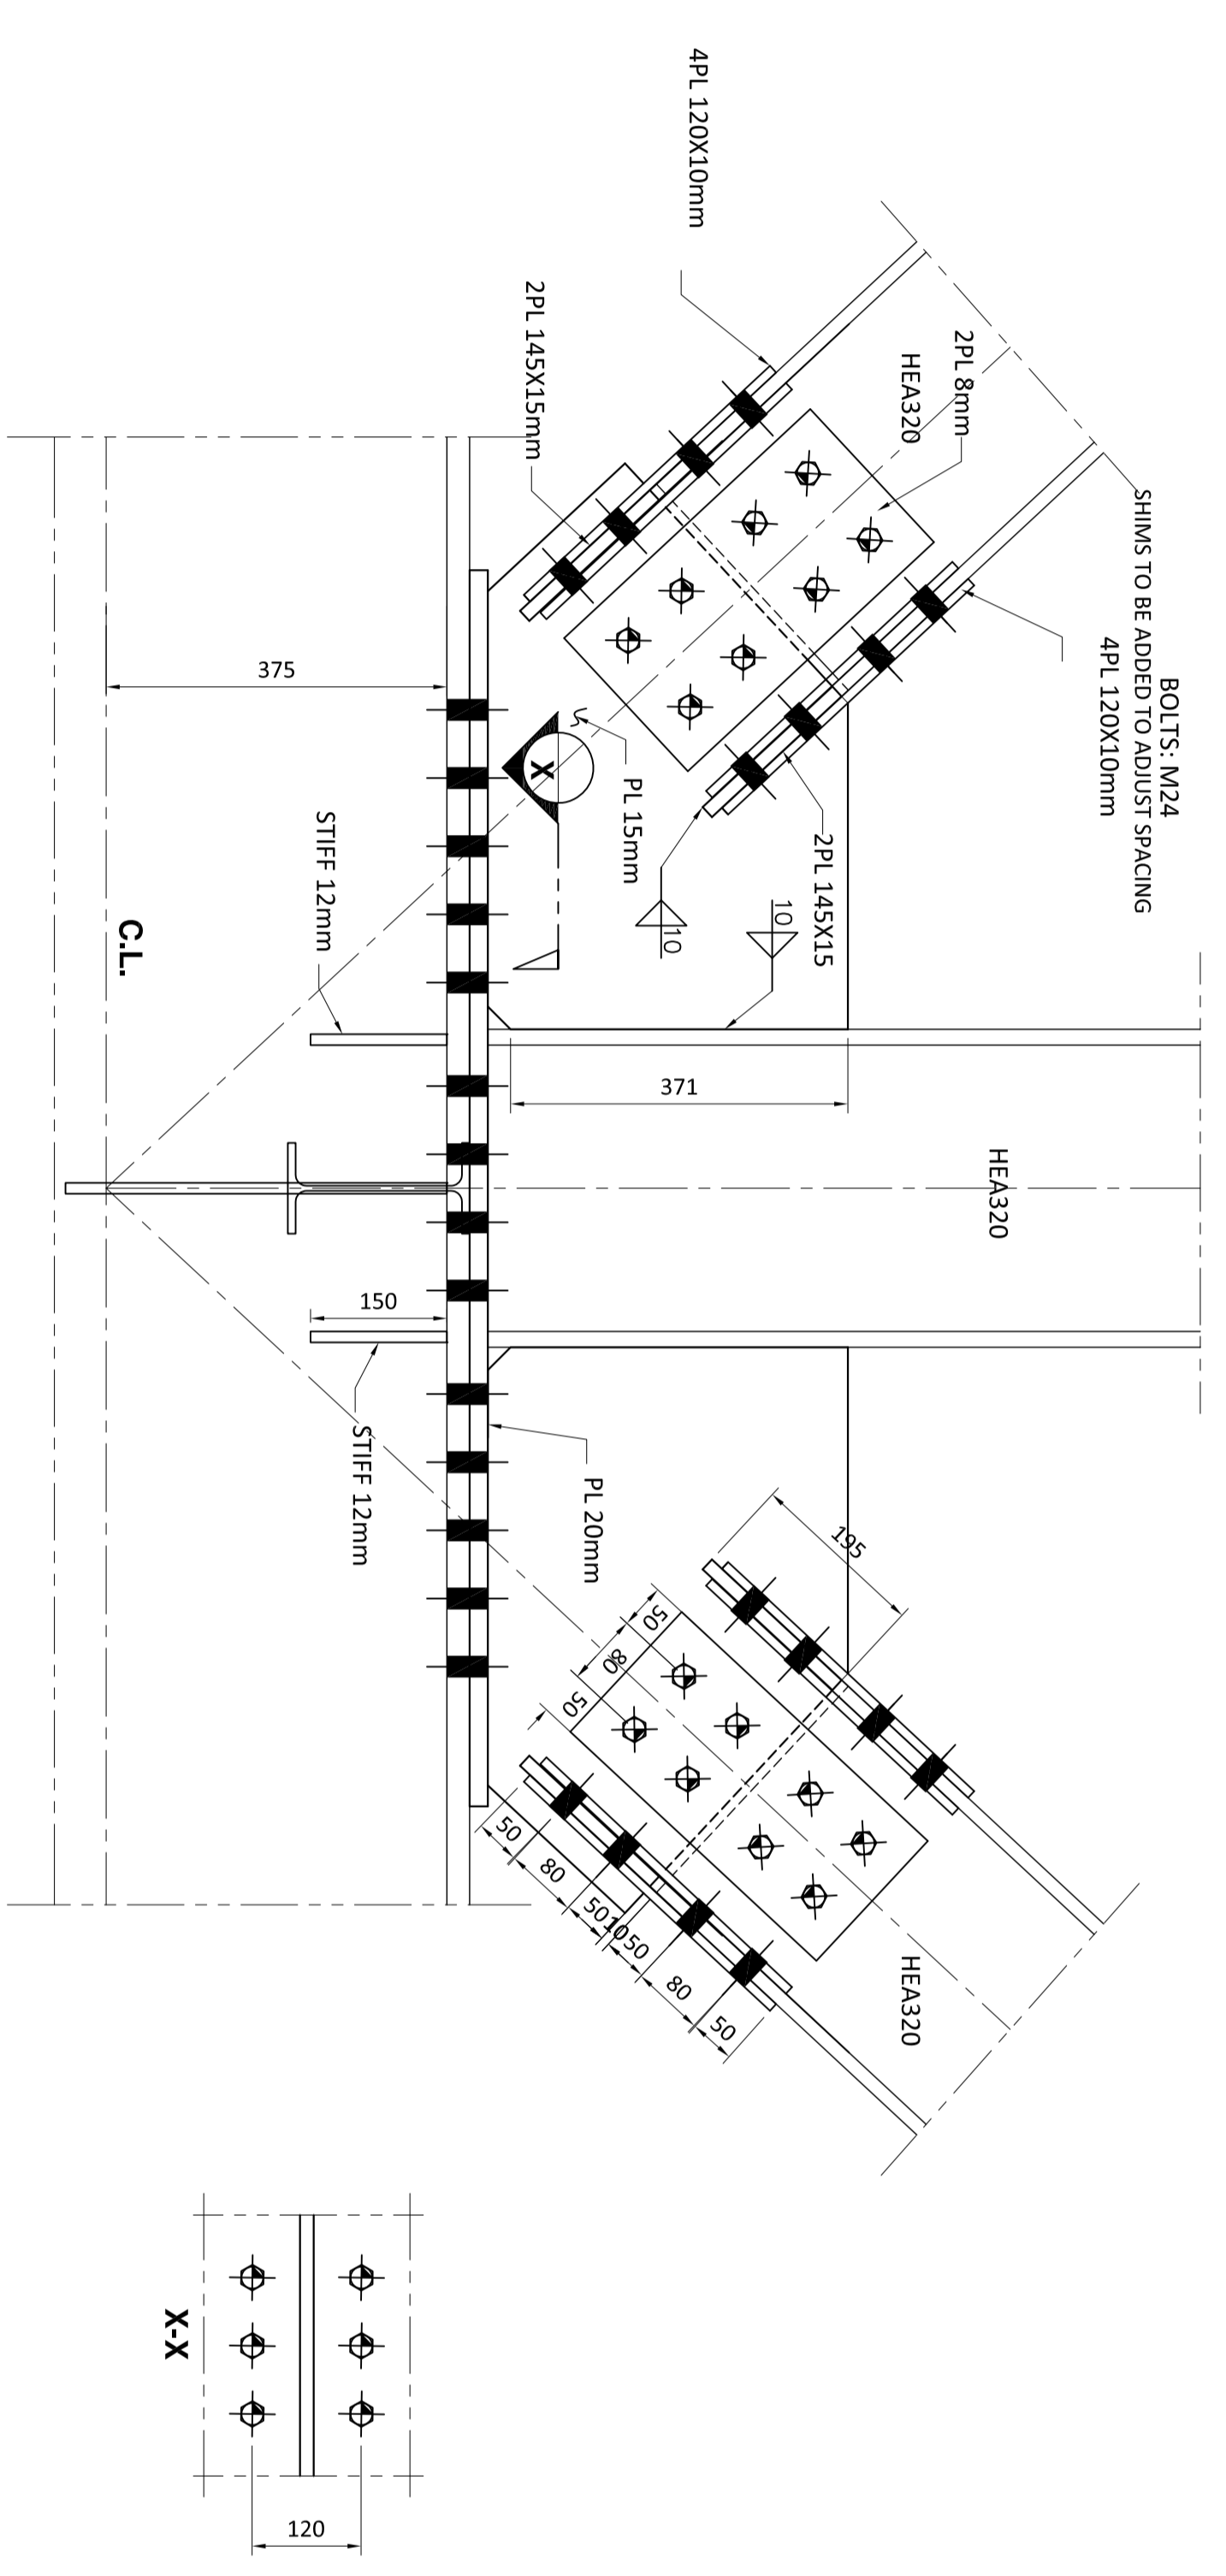 BOLTS: M24
SHIMS TO BE ADDED TO ADJUST SPACING
4PL 120X10mm
HEA320
2PL 8mm
HEA320
HEA320
4PL 120X10mm
2PL 145X15mm
2PL 145X15
10
10
PL 15mm
X
371
195
PL 20mm
50
80
50
50
80
50
10
50
80
50
375
STIFF 12mm
150
STIFF 12mm
C.L.
X-X
120